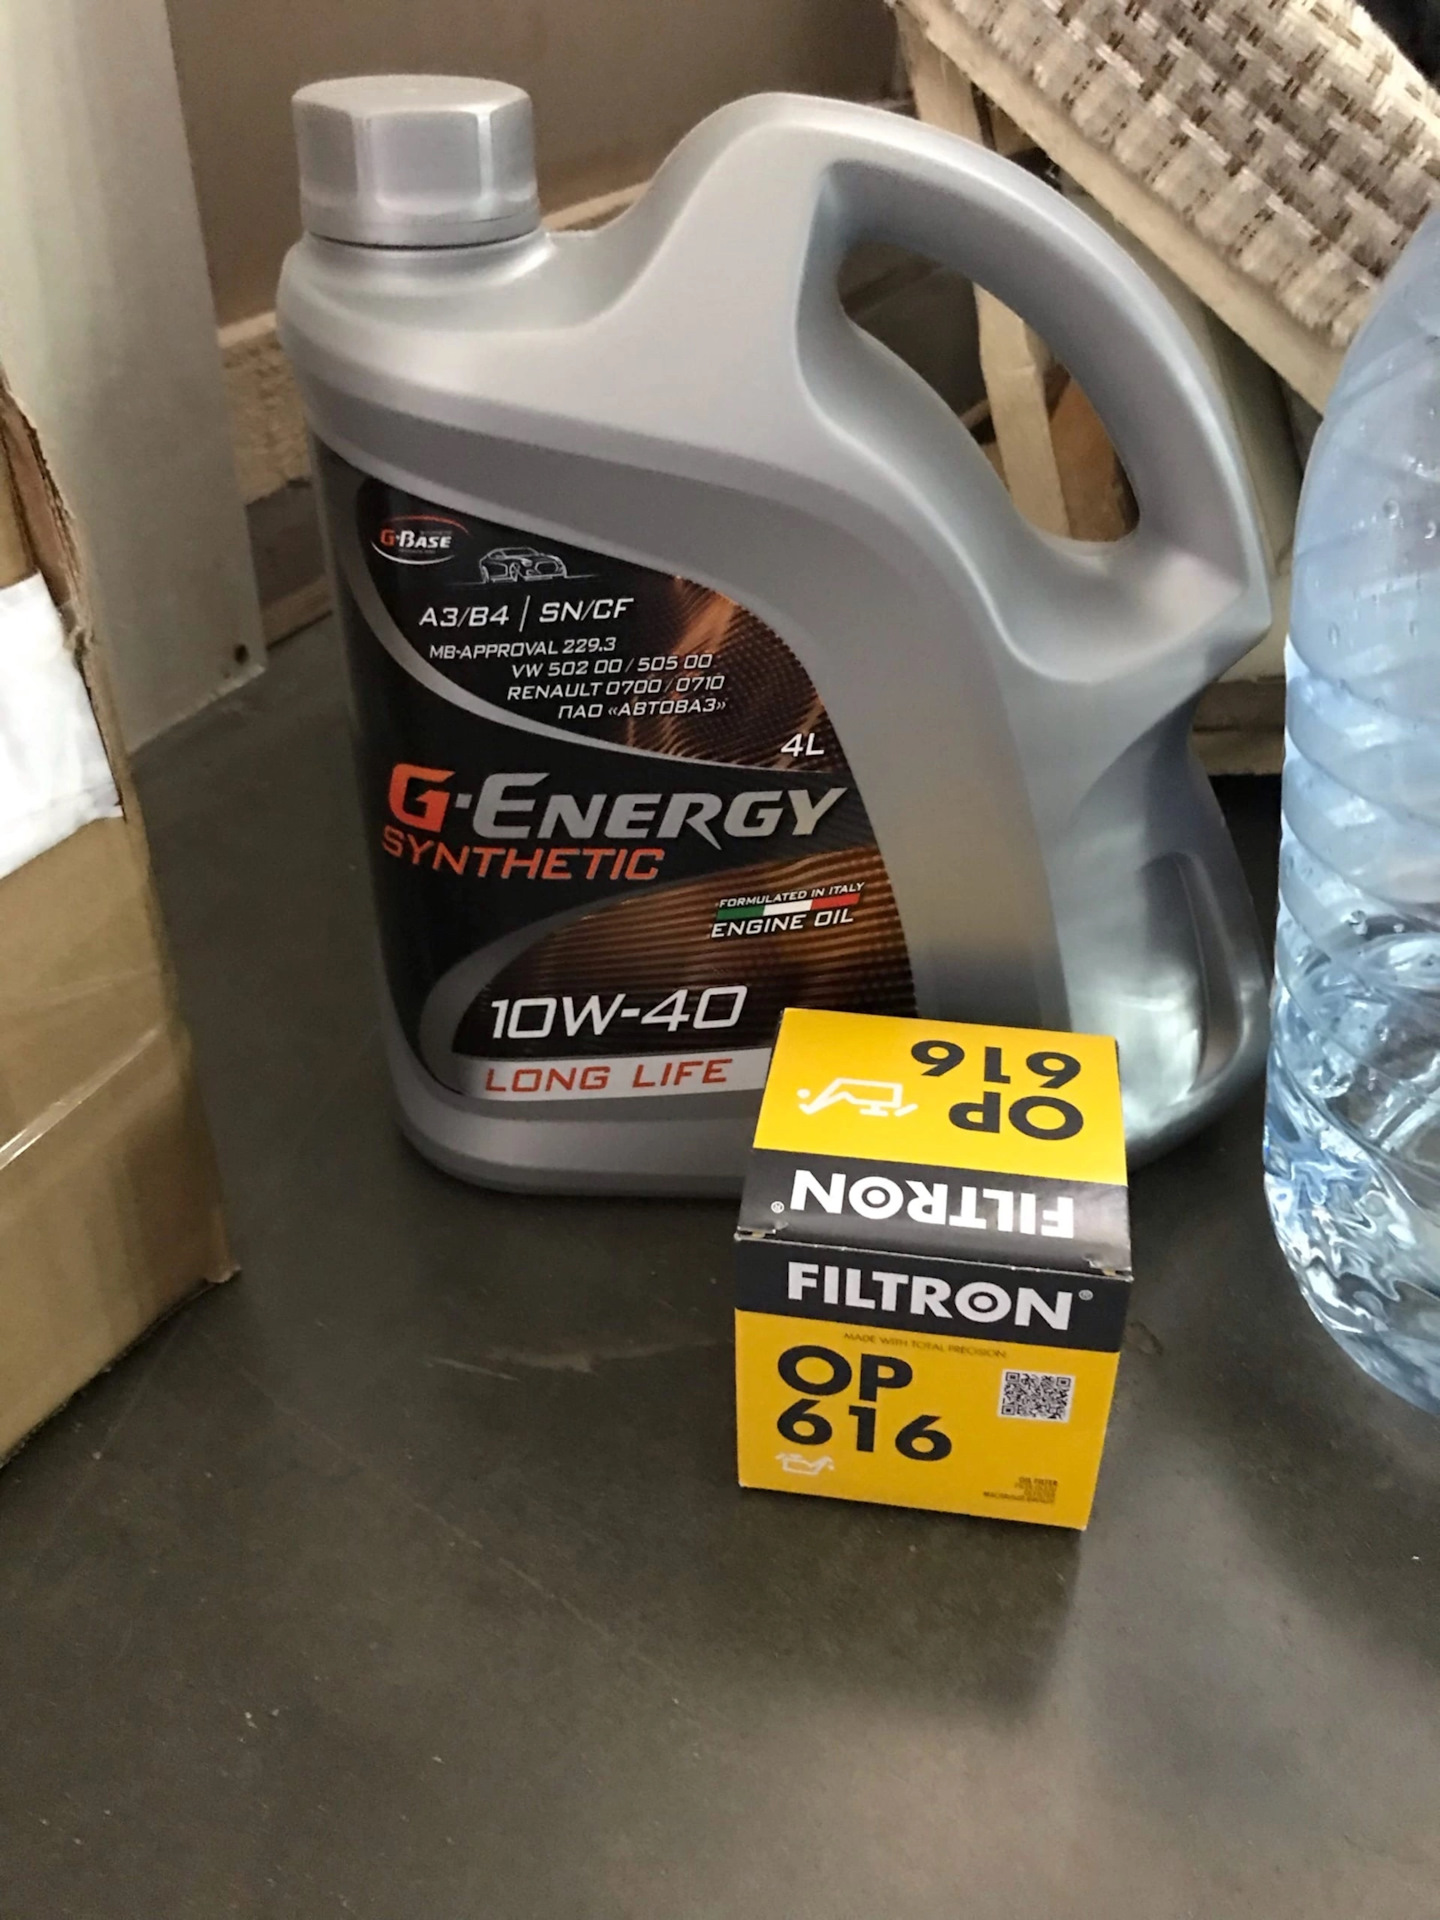 G-BASE
A3/B4 | SN/CF
MB-APPROVAL 229.3
VW 502 00 / 505 00
RENAULT 0700 / 0710
ПАО «АВТОВАЗ»
4L
G-ENERGY
SYNTHETIC
FORMULATED IN ITALY
ENGINE OIL
10W-40
LONG LIFE
OP
616
FILTRON®
FILTRON®
MADE WITH TOTAL PRECISION
OP
616
OIL FILTER